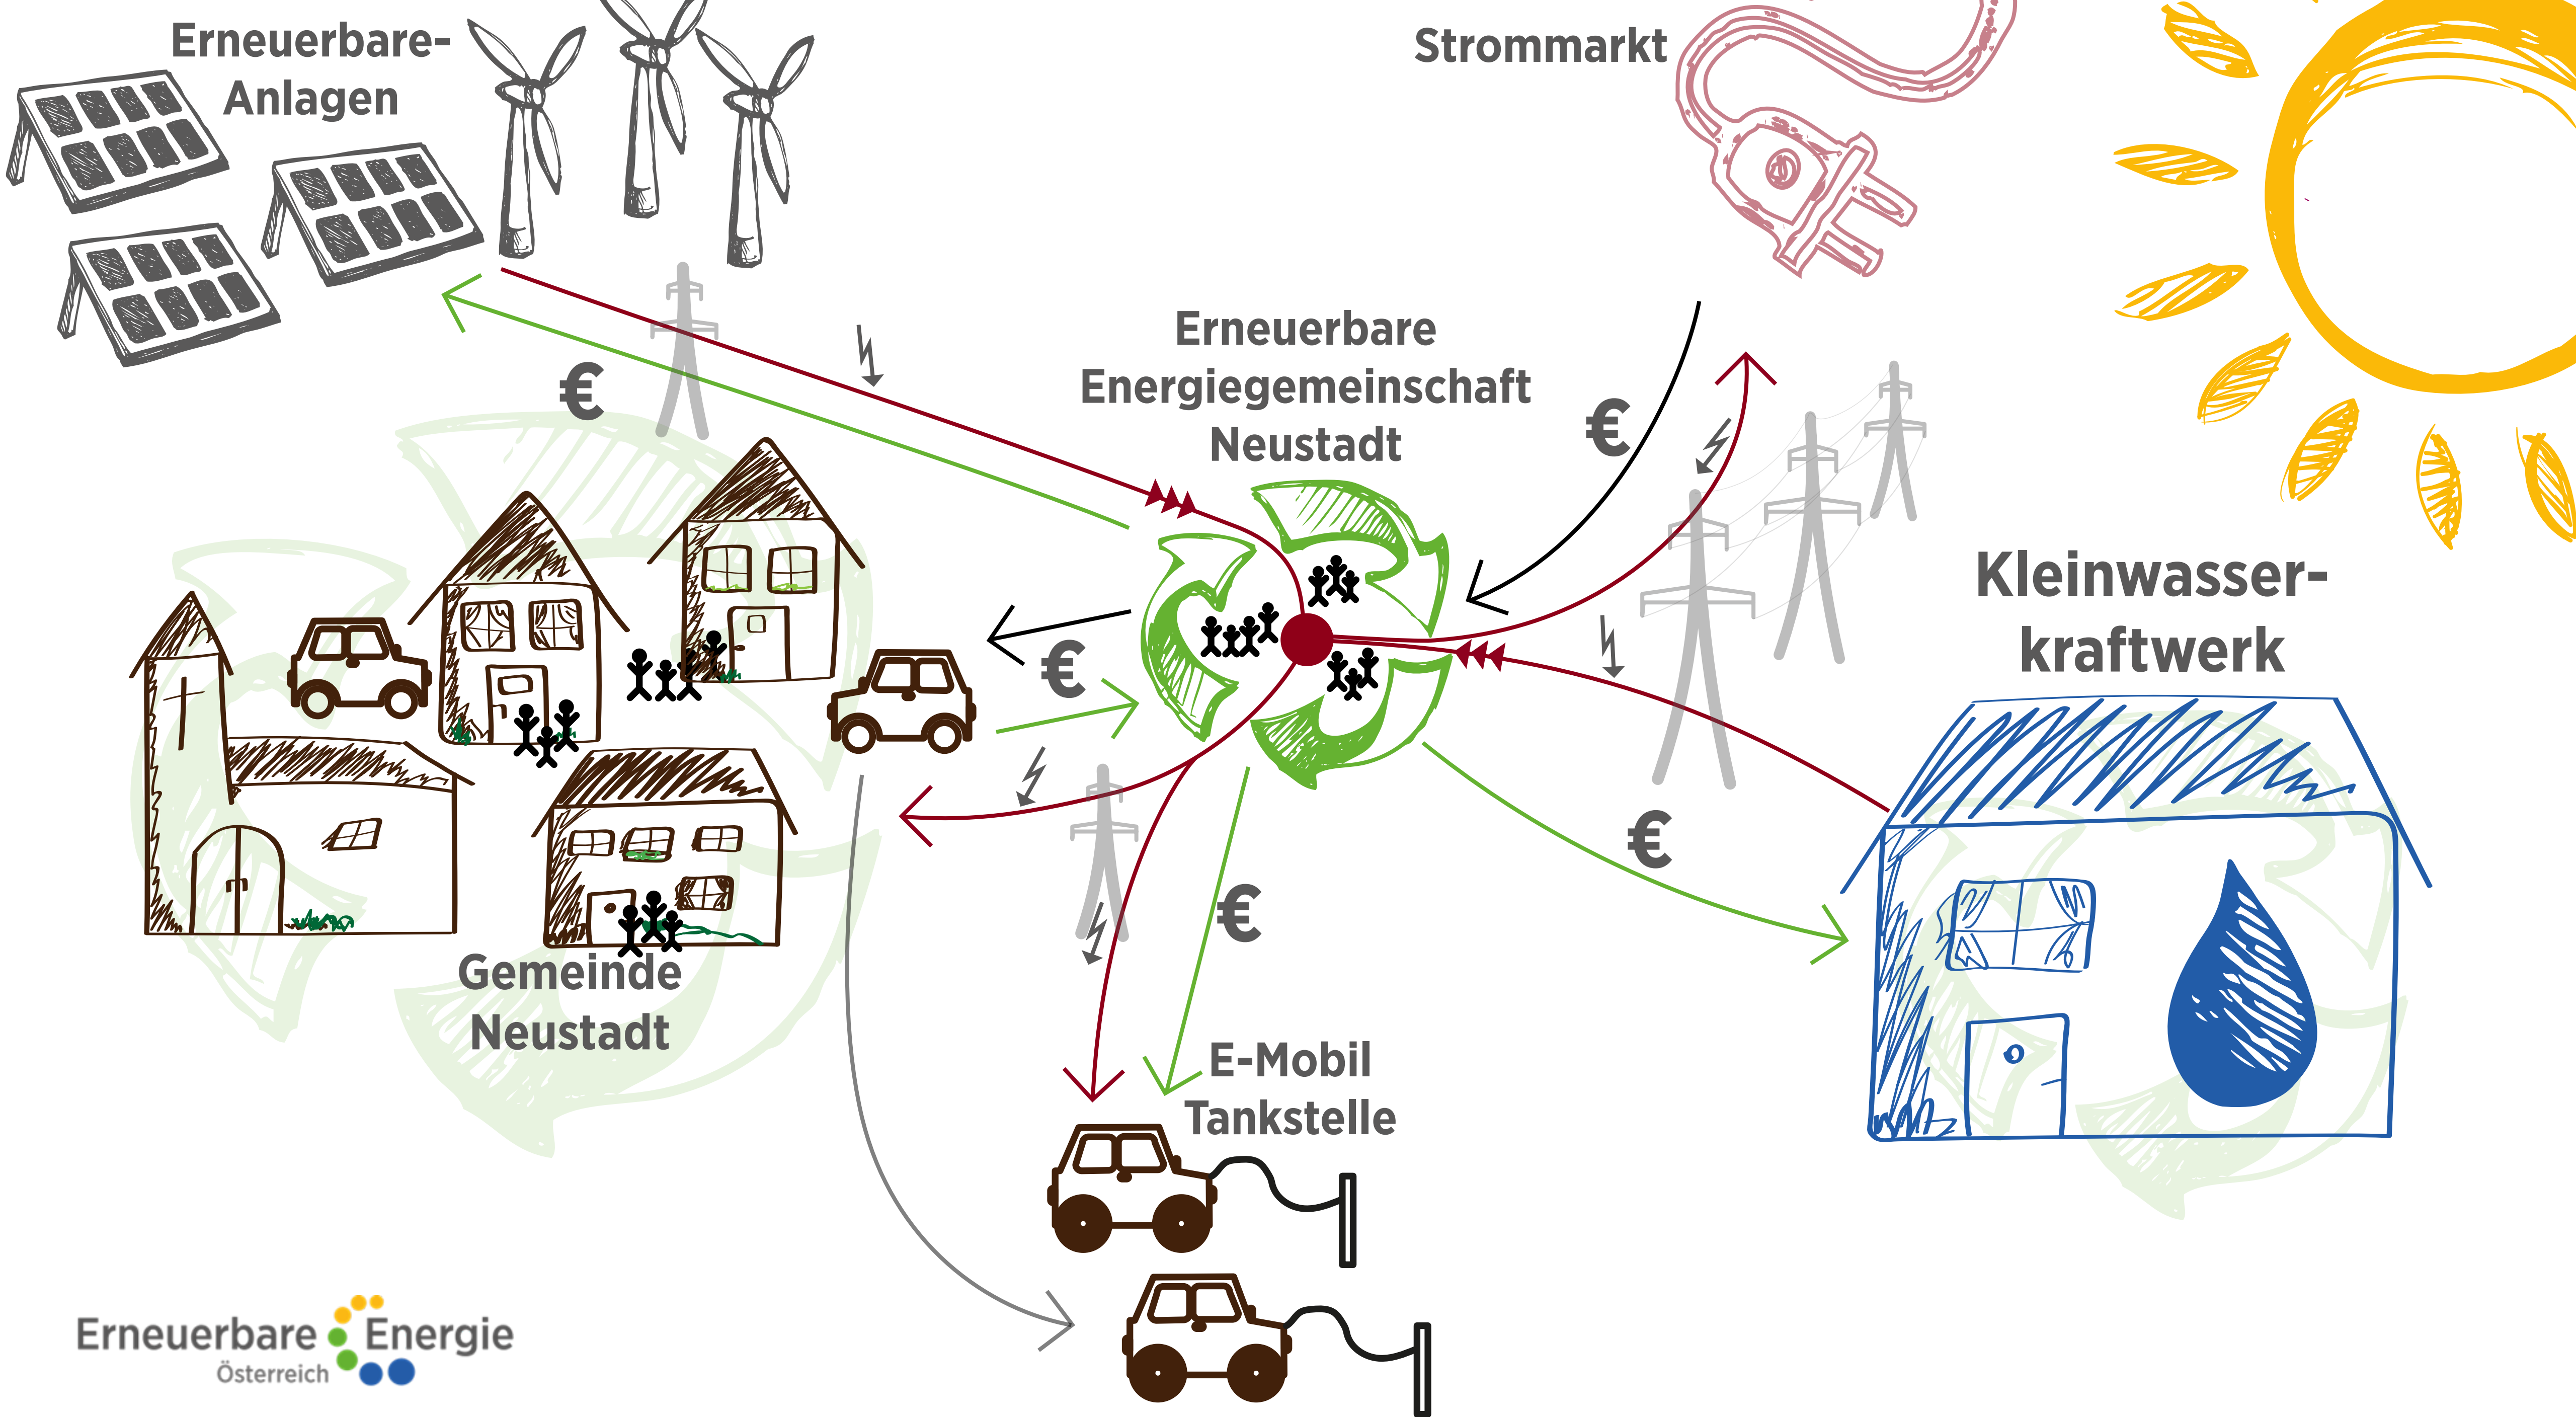 Erneuerbare-
Anlagen
Strommarkt
€
Erneuerbare
Energiegemeinschaft
Neustadt
€
Kleinwasser-
kraftwerk
€
€
€
Gemeinde
Neustadt
E-Mobil
Tankstelle
Erneuerbare Energie
Österreich